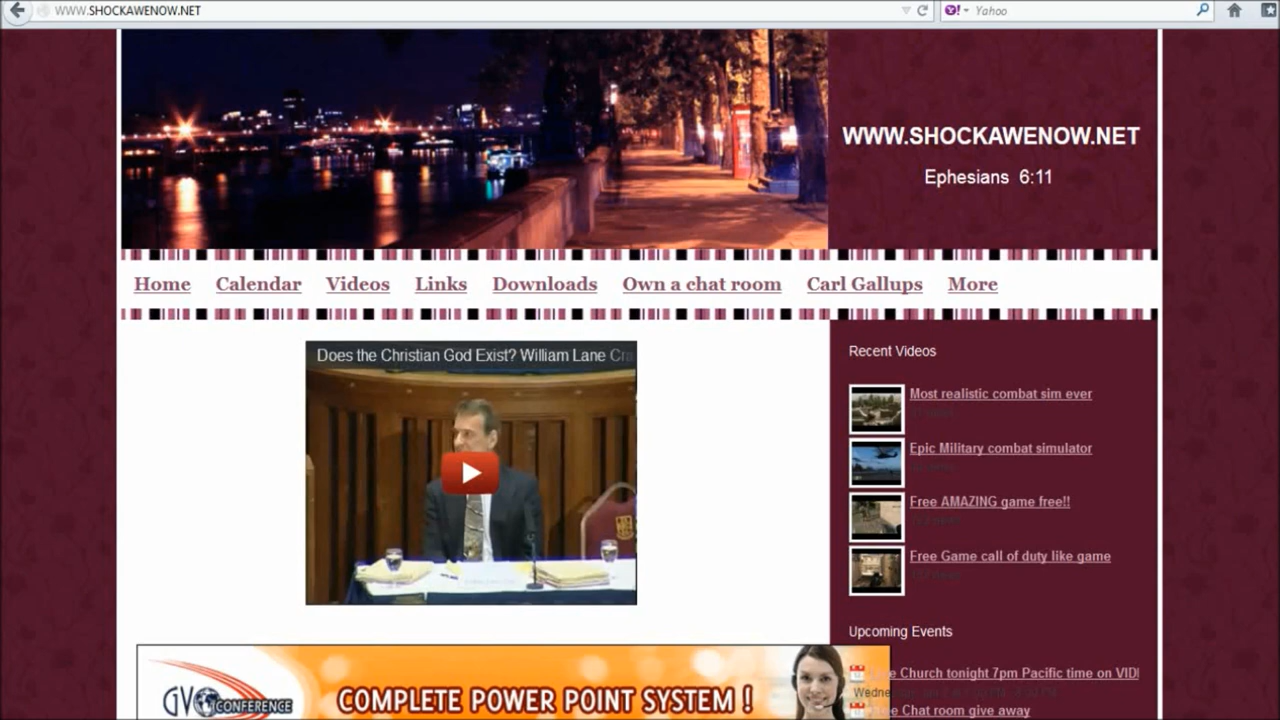 WWW.SHOCKAWENOW.NET
Yahoo
WWW.SHOCKAWENOW.NET
Ephesians 6:11
Home Calendar Videos Links Downloads Own a chat room Carl Gallups More
Does the Christian God Exist? William Lane Cra
Recent Videos
Most realistic combat sim ever
Epic Military combat simulator
Free AMAZING game free!!
Free Game call of duty like game
Upcoming Events
Church tonight 7pm Pacific time on VID
Chat room give away
GVO CONFERENCE
COMPLETE POWER POINT SYSTEM !